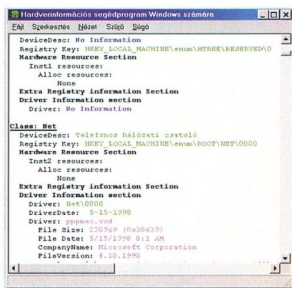 Hardverinformációs segédprogram Windows számára
Fájl Szerkesztés Nézet Szűrő Súgó
DeviceDesc: No Information
Registry Key: HKEY_LOCAL_MACHINE\enum\HTREE\RESERVED\0
Hardware Resource Section
Inst1 resources:
Alloc resources:
None
Extra Registry information Section
Driver Information section
Driver: No Information
Class: Net
DeviceDesc: Telefonos hálózati csatoló
Registry Key: HKEY_LOCAL_MACHINE\enum\ROOT\NET\0000
Hardware Resource Section
Inst2 resources:
Alloc resources:
None
Extra Registry information Section
Driver Information section
Driver: Net\0000
DriverDate: 5-15-1998
Driver: pppmac.vxd
File Size: 230969 (0x38639)
File Date: 5/15/1998 8:1 AM
CompanyName: Microsoft Corporation
FileVersion: 4.10.1998